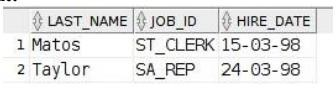 LAST_NAME JOB_ID HIRE_DATE
1 Matos ST_CLERK 15-03-98
2 Taylor SA_REP 24-03-98